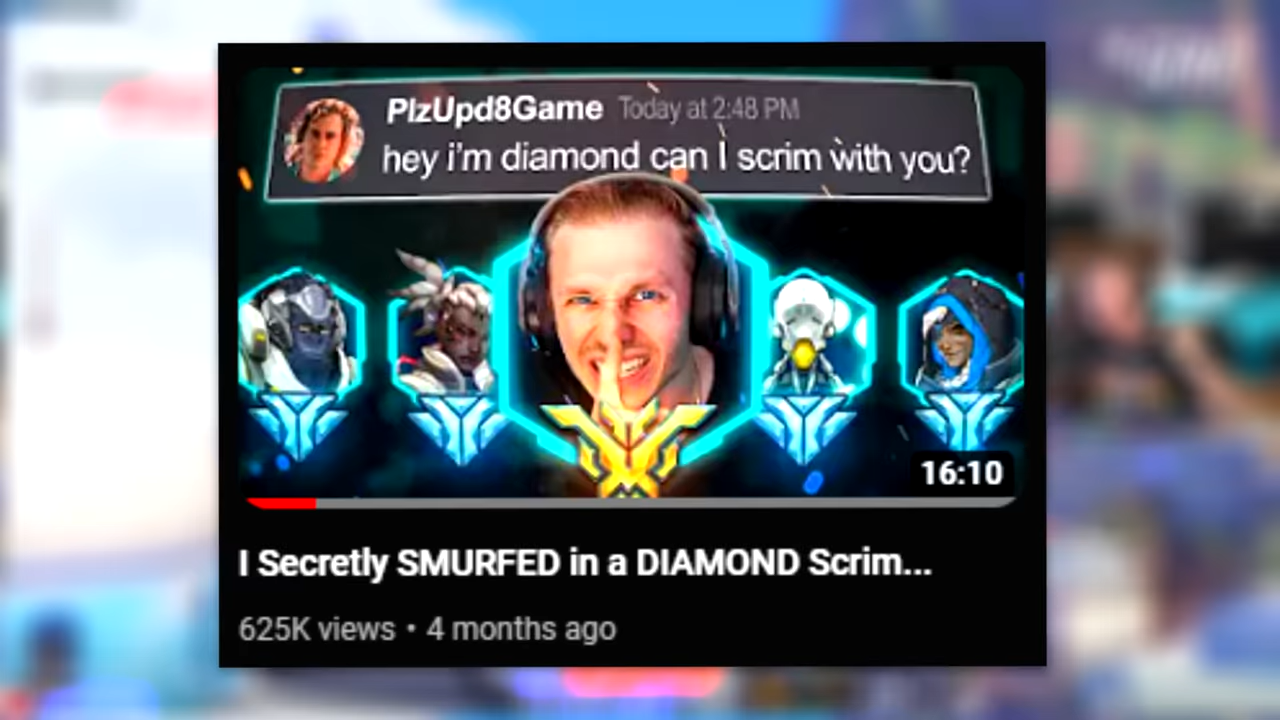 PlzUpd8Game Today at 2:48 PM
hey i'm diamond can I scrim with you?
16:10
I Secretly SMURFED in a DIAMOND Scrim...
625K views • 4 months ago